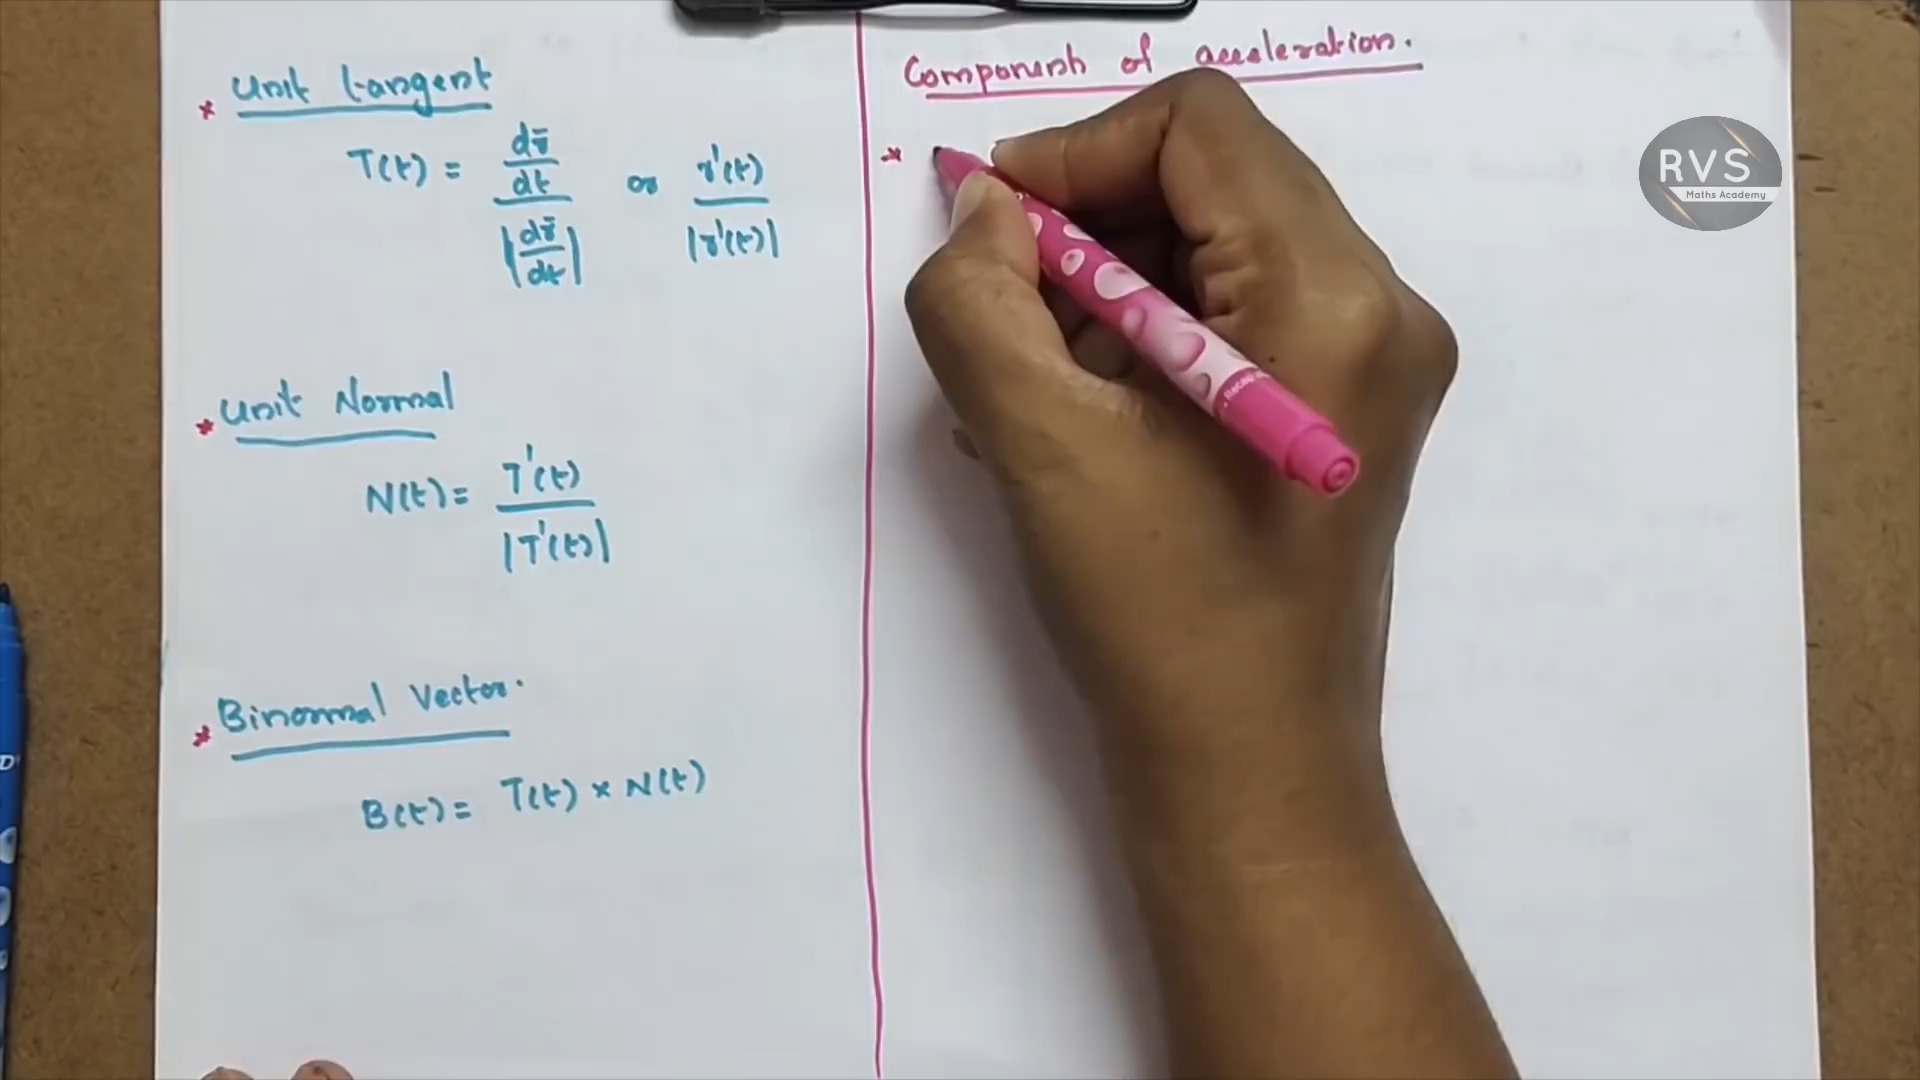 * Unit tangent
T(t) = dr̄/dt / |dr̄/dt| or r'(t) / |r'(t)|
* Unit Normal
N(t) = T'(t) / |T'(t)|
* Binormal Vector.
B(t) = T(t) × N(t)
Components of acceleration.
*
RVS
Maths Academy